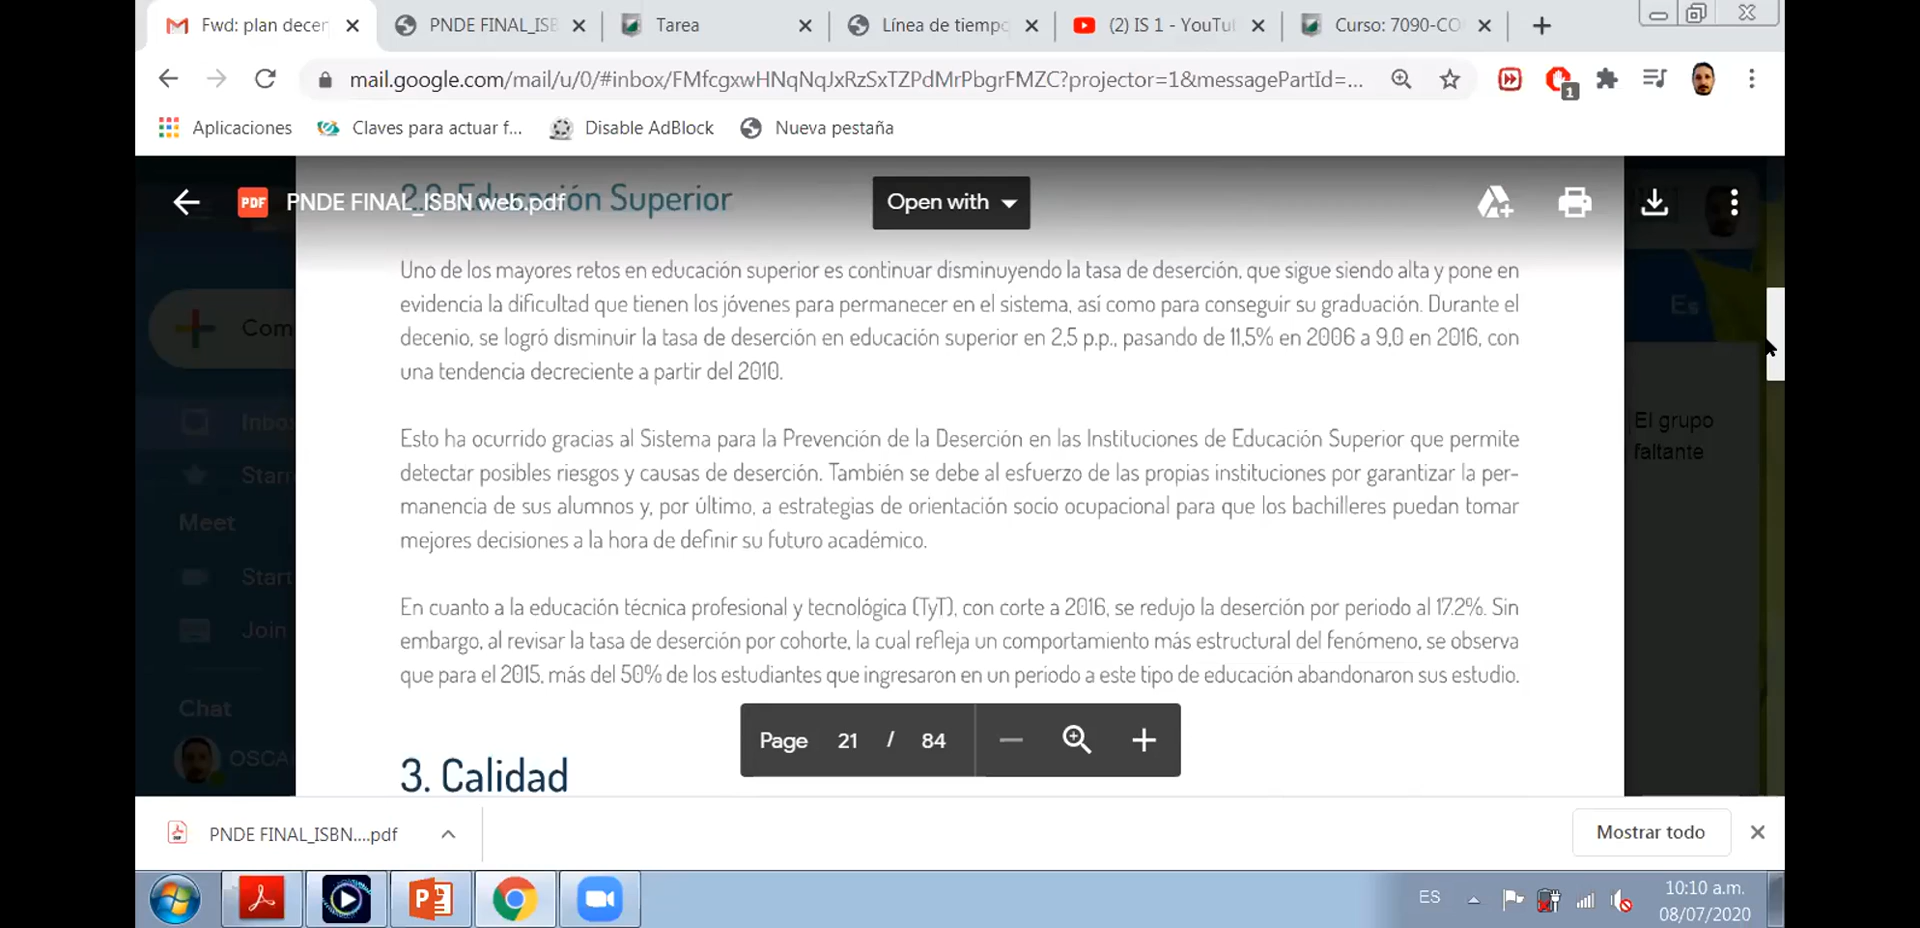 Fwd: plan decen
PNDE FINAL_ISB
Tarea
Línea de tiempo
(2) IS 1 - YouTu
Curso: 7090-CO
mail.google.com/mail/u/0/#inbox/FMfcgxwHNqNqJxRzSxTZPdMrPbgrFMZC?projector=1&messagePartId=...
1
Aplicaciones
Claves para actuar f...
Disable AdBlock
Nueva pestaña
PDF
PNDE FINAL_ISBN web.pdf
Educación Superior
Open with
Uno de los mayores retos en educación superior es continuar disminuyendo la tasa de deserción, que sigue siendo alta y pone en
evidencia la dificultad que tienen los jóvenes para permanecer en el sistema, así como para conseguir su graduación. Durante el
decenio, se logró disminuir la tasa de deserción en educación superior en 2,5 p.p., pasando de 11,5% en 2006 a 9,0 en 2016, con
una tendencia decreciente a partir del 2010.
Esto ha ocurrido gracias al Sistema para la Prevención de la Deserción en las Instituciones de Educación Superior que permite
detectar posibles riesgos y causas de deserción. También se debe al esfuerzo de las propias instituciones por garantizar la per-
manencia de sus alumnos y, por último, a estrategias de orientación socio ocupacional para que los bachilleres puedan tomar
mejores decisiones a la hora de definir su futuro académico.
En cuanto a la educación técnica profesional y tecnológica (TyT), con corte a 2016, se redujo la deserción por periodo al 17.2%. Sin
embargo, al revisar la tasa de deserción por cohorte, la cual refleja un comportamiento más estructural del fenómeno, se observa
que para el 2015, más del 50% de los estudiantes que ingresaron en un periodo a este tipo de educación abandonaron sus estudio.
3. Calidad
Page 21 / 84
Com
Inbo
Starr
Meet
Start
Join
Chat
OSCA
Es
El grupo
faltante
PNDE FINAL_ISBN....pdf
Mostrar todo
ES
10:10 a.m.
08/07/2020